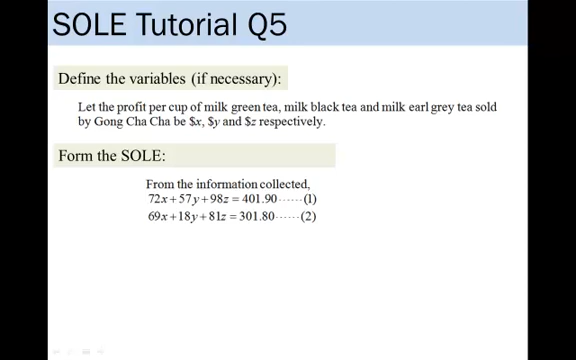 SOLE Tutorial Q5
Define the variables (if necessary):
Let the profit per cup of milk green tea, milk black tea and milk earl grey tea sold
by Gong Cha Cha be $x, $y and $z respectively.
Form the SOLE:
From the information collected,
72x+57y+98z = 401.90······(1)
69x+18y+81z = 301.80······(2)